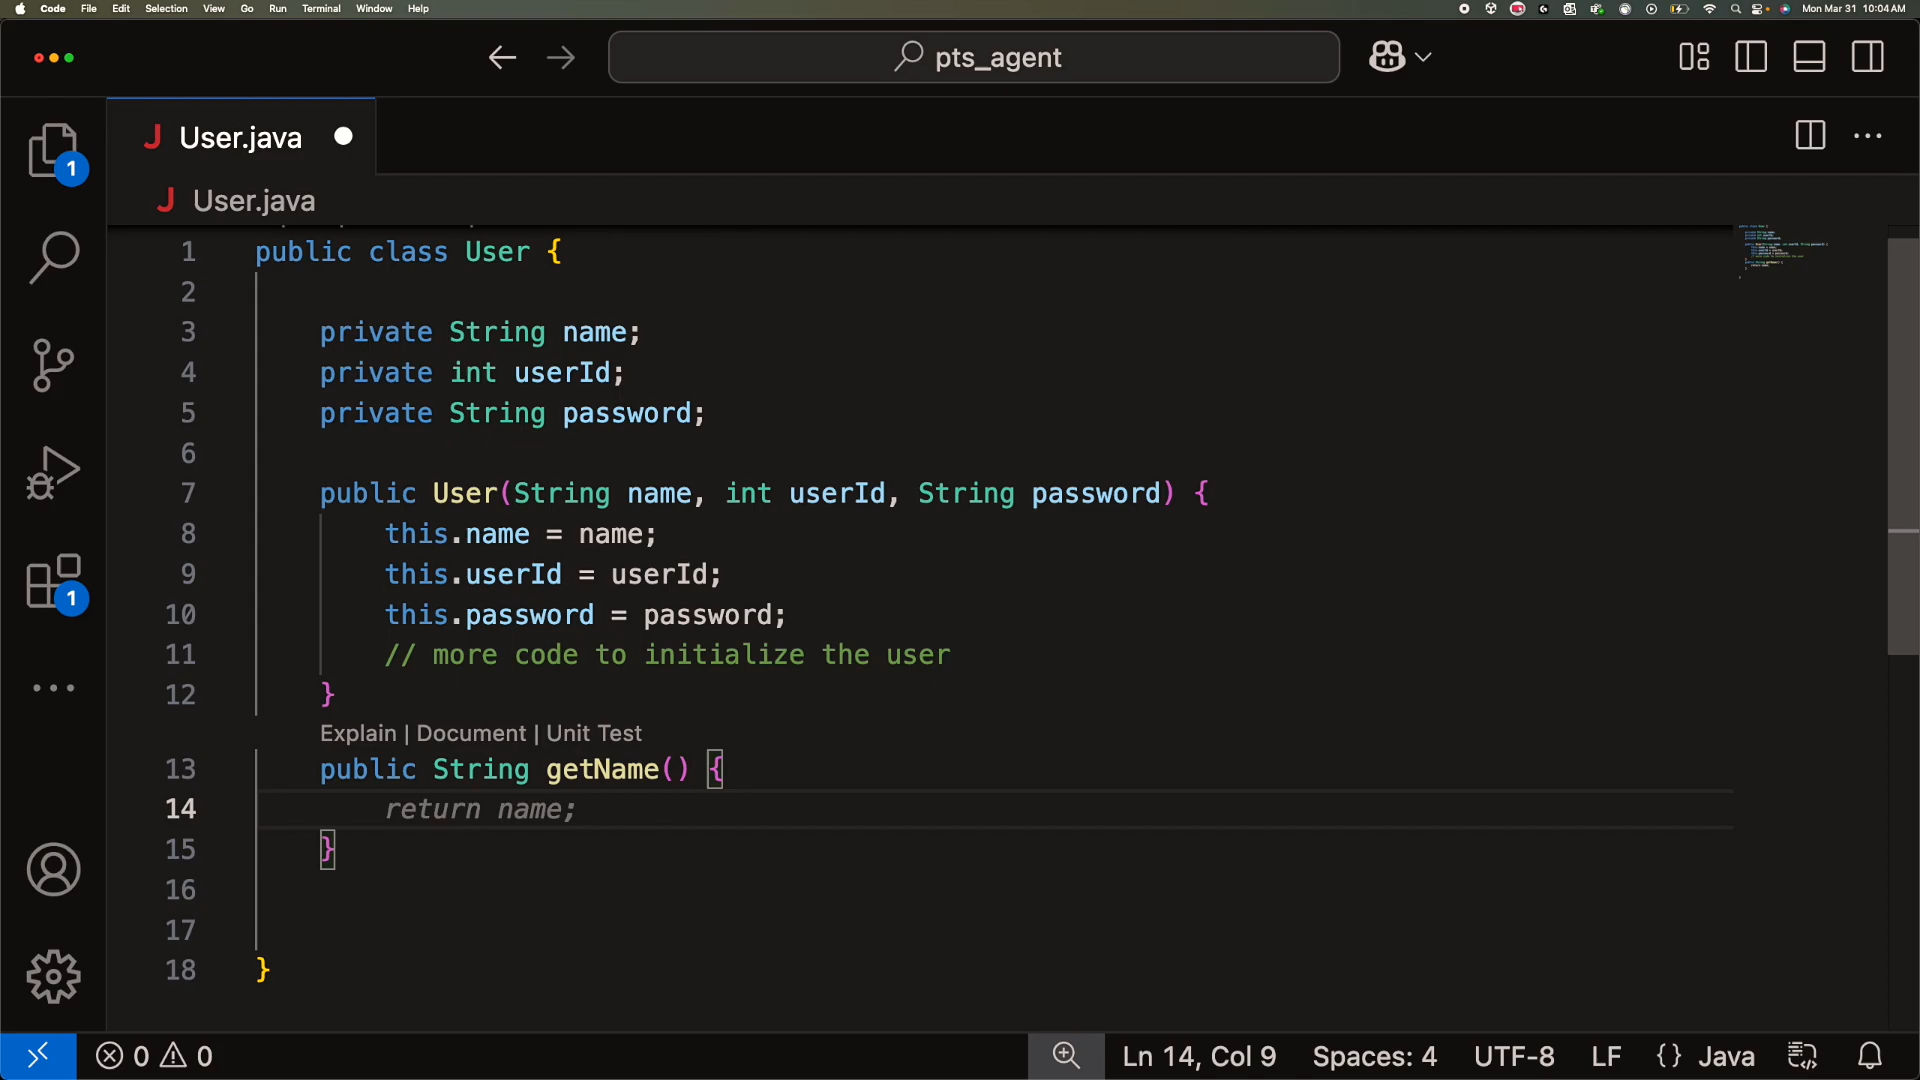 Code File Edit Selection View Go Run Terminal Window Help Mon Mar 31 10:04 AM
pts_agent
User.java
User.java
1 public class User {
2
3 private String name;
4 private int userId;
5 private String password;
6
7 public User(String name, int userId, String password) {
8 this.name = name;
9 this.userId = userId;
10 this.password = password;
11 // more code to initialize the user
12 }
Explain | Document | Unit Test
13 public String getName() {
14 return name;
15 }
16
17
18 }
1
1
0 0 Ln 14, Col 9 Spaces: 4 UTF-8 LF {} Java